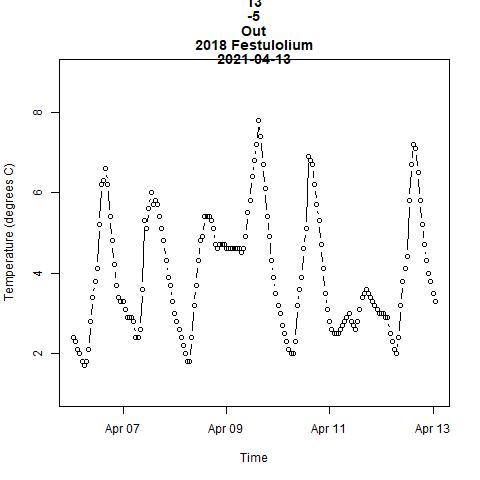 13
-5
Out
2018 Festulolium
2021-04-13
Temperature (degrees C)
8
6
4
2
Apr 07
Apr 09
Apr 11
Apr 13
Time